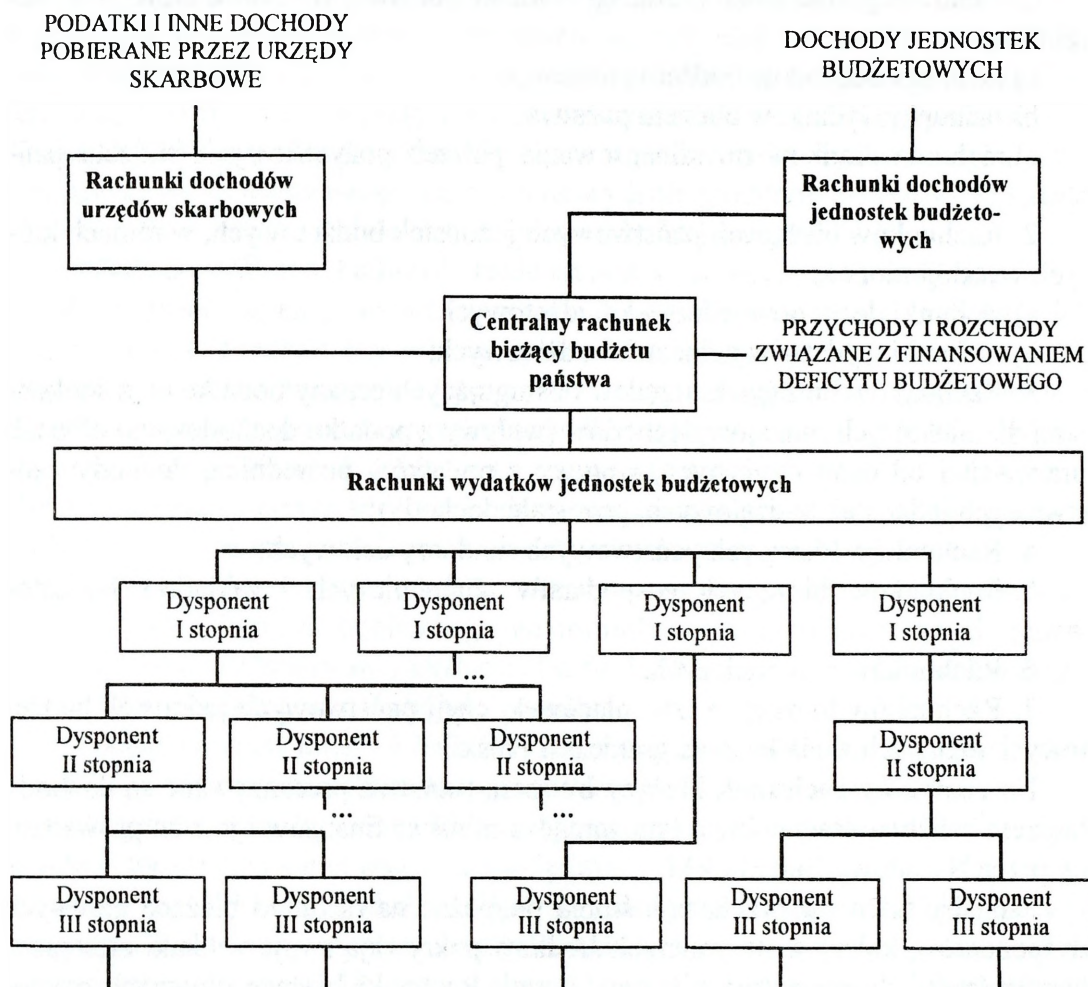 PODATKI I INNE DOCHODY
POBIERANE PRZEZ URZĘDY
SKARBOWE
DOCHODY JEDNOSTEK
BUDŻETOWYCH
Rachunki dochodów
urzędów skarbowych
Rachunki dochodów
jednostek budżeto-
wych
Centralny rachunek
bieżący budżetu
państwa
PRZYCHODY I ROZCHODY
ZWIĄZANE Z FINANSOWANIEM
DEFICYTU BUDŻETOWEGO
Rachunki wydatków jednostek budżetowych
Dysponent
I stopnia
Dysponent
I stopnia
Dysponent
I stopnia
Dysponent
I stopnia
...
Dysponent
II stopnia
Dysponent
II stopnia
Dysponent
II stopnia
Dysponent
II stopnia
...
...
Dysponent
III stopnia
Dysponent
III stopnia
Dysponent
III stopnia
Dysponent
III stopnia
Dysponent
III stopnia